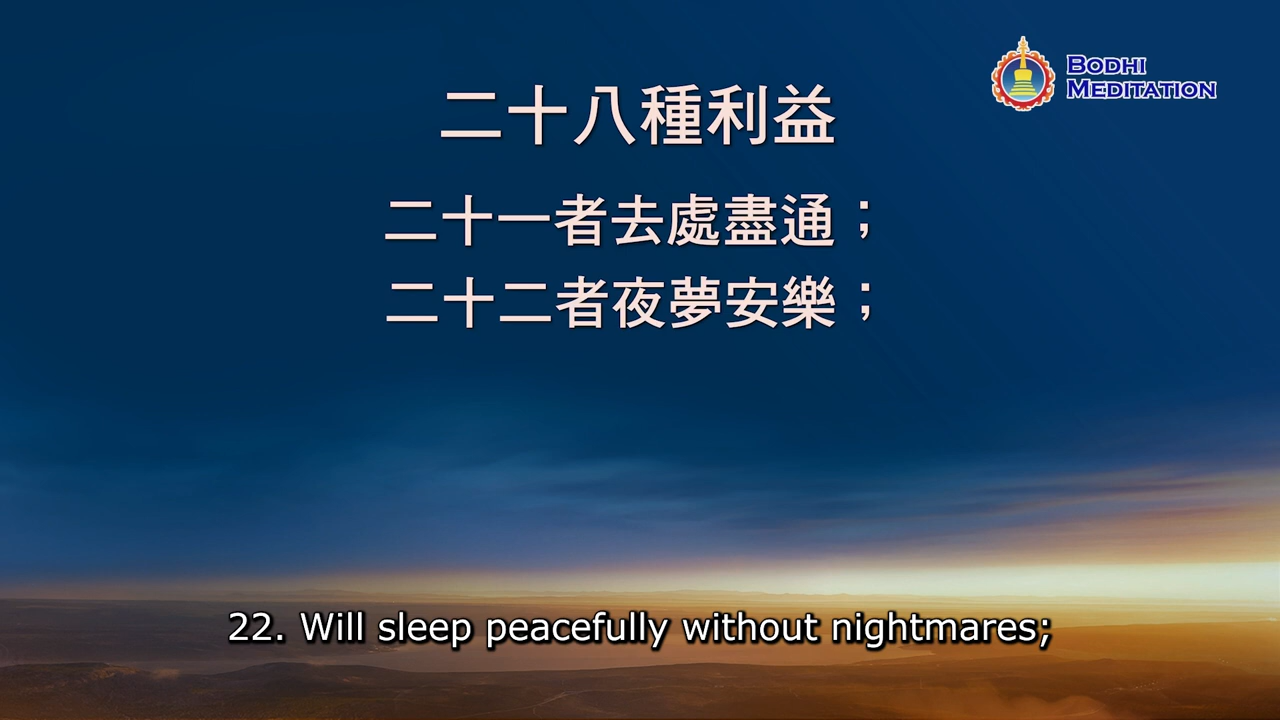 BODHI
MEDITATION
二十八種利益
二十一者去處盡通；
二十二者夜夢安樂；
22. Will sleep peacefully without nightmares;